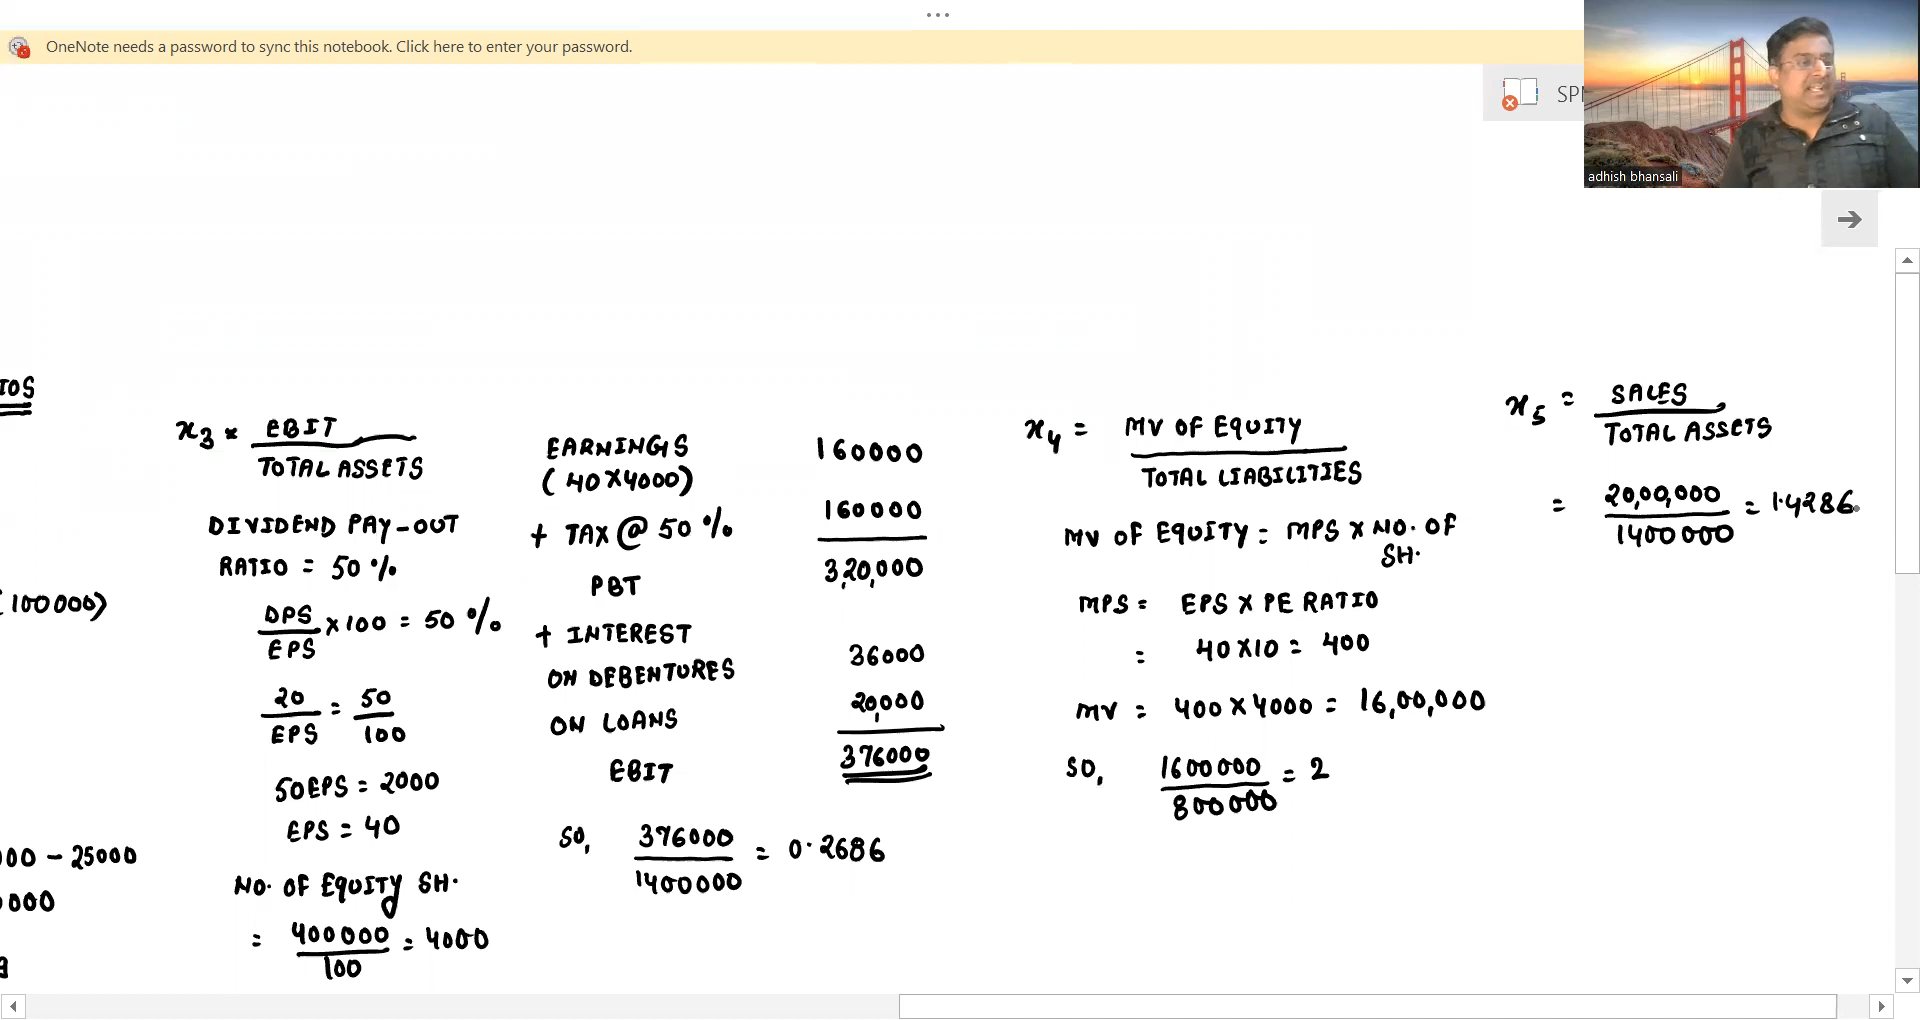 OneNote needs a password to sync this notebook. Click here to enter your password.
SPI
adhish bhansali
IOS
(100000)
000 - 25000
0000
x3 = EBIT
TOTAL ASSETS
DIVIDEND PAY-OUT
RATIO = 50 %
DPS
EPS
× 100 = 50 %
20
EPS
=
50
100
50EPS = 2000
EPS = 40
NO. OF EQUITY SH.
= 400000
100
= 4000
EARNINGS 160000
(40×4000)
+ TAX @ 50 % 160000
PBT 3,20,000
+ INTEREST
ON DEBENTURES 36000
ON LOANS 20,000
EBIT 376000
SO, 376000
1400000
= 0.2686
x4 = MV OF EQUITY
TOTAL LIABILITIES
MV OF EQUITY = MPS × NO. OF
SH.
MPS = EPS × PE RATIO
= 40×10 = 400
MV = 400 × 4000 = 16,00,000
SO, 1600000
800000
= 2
x5 = SALES
TOTAL ASSETS
= 20,00,000
1400000
= 1.4286